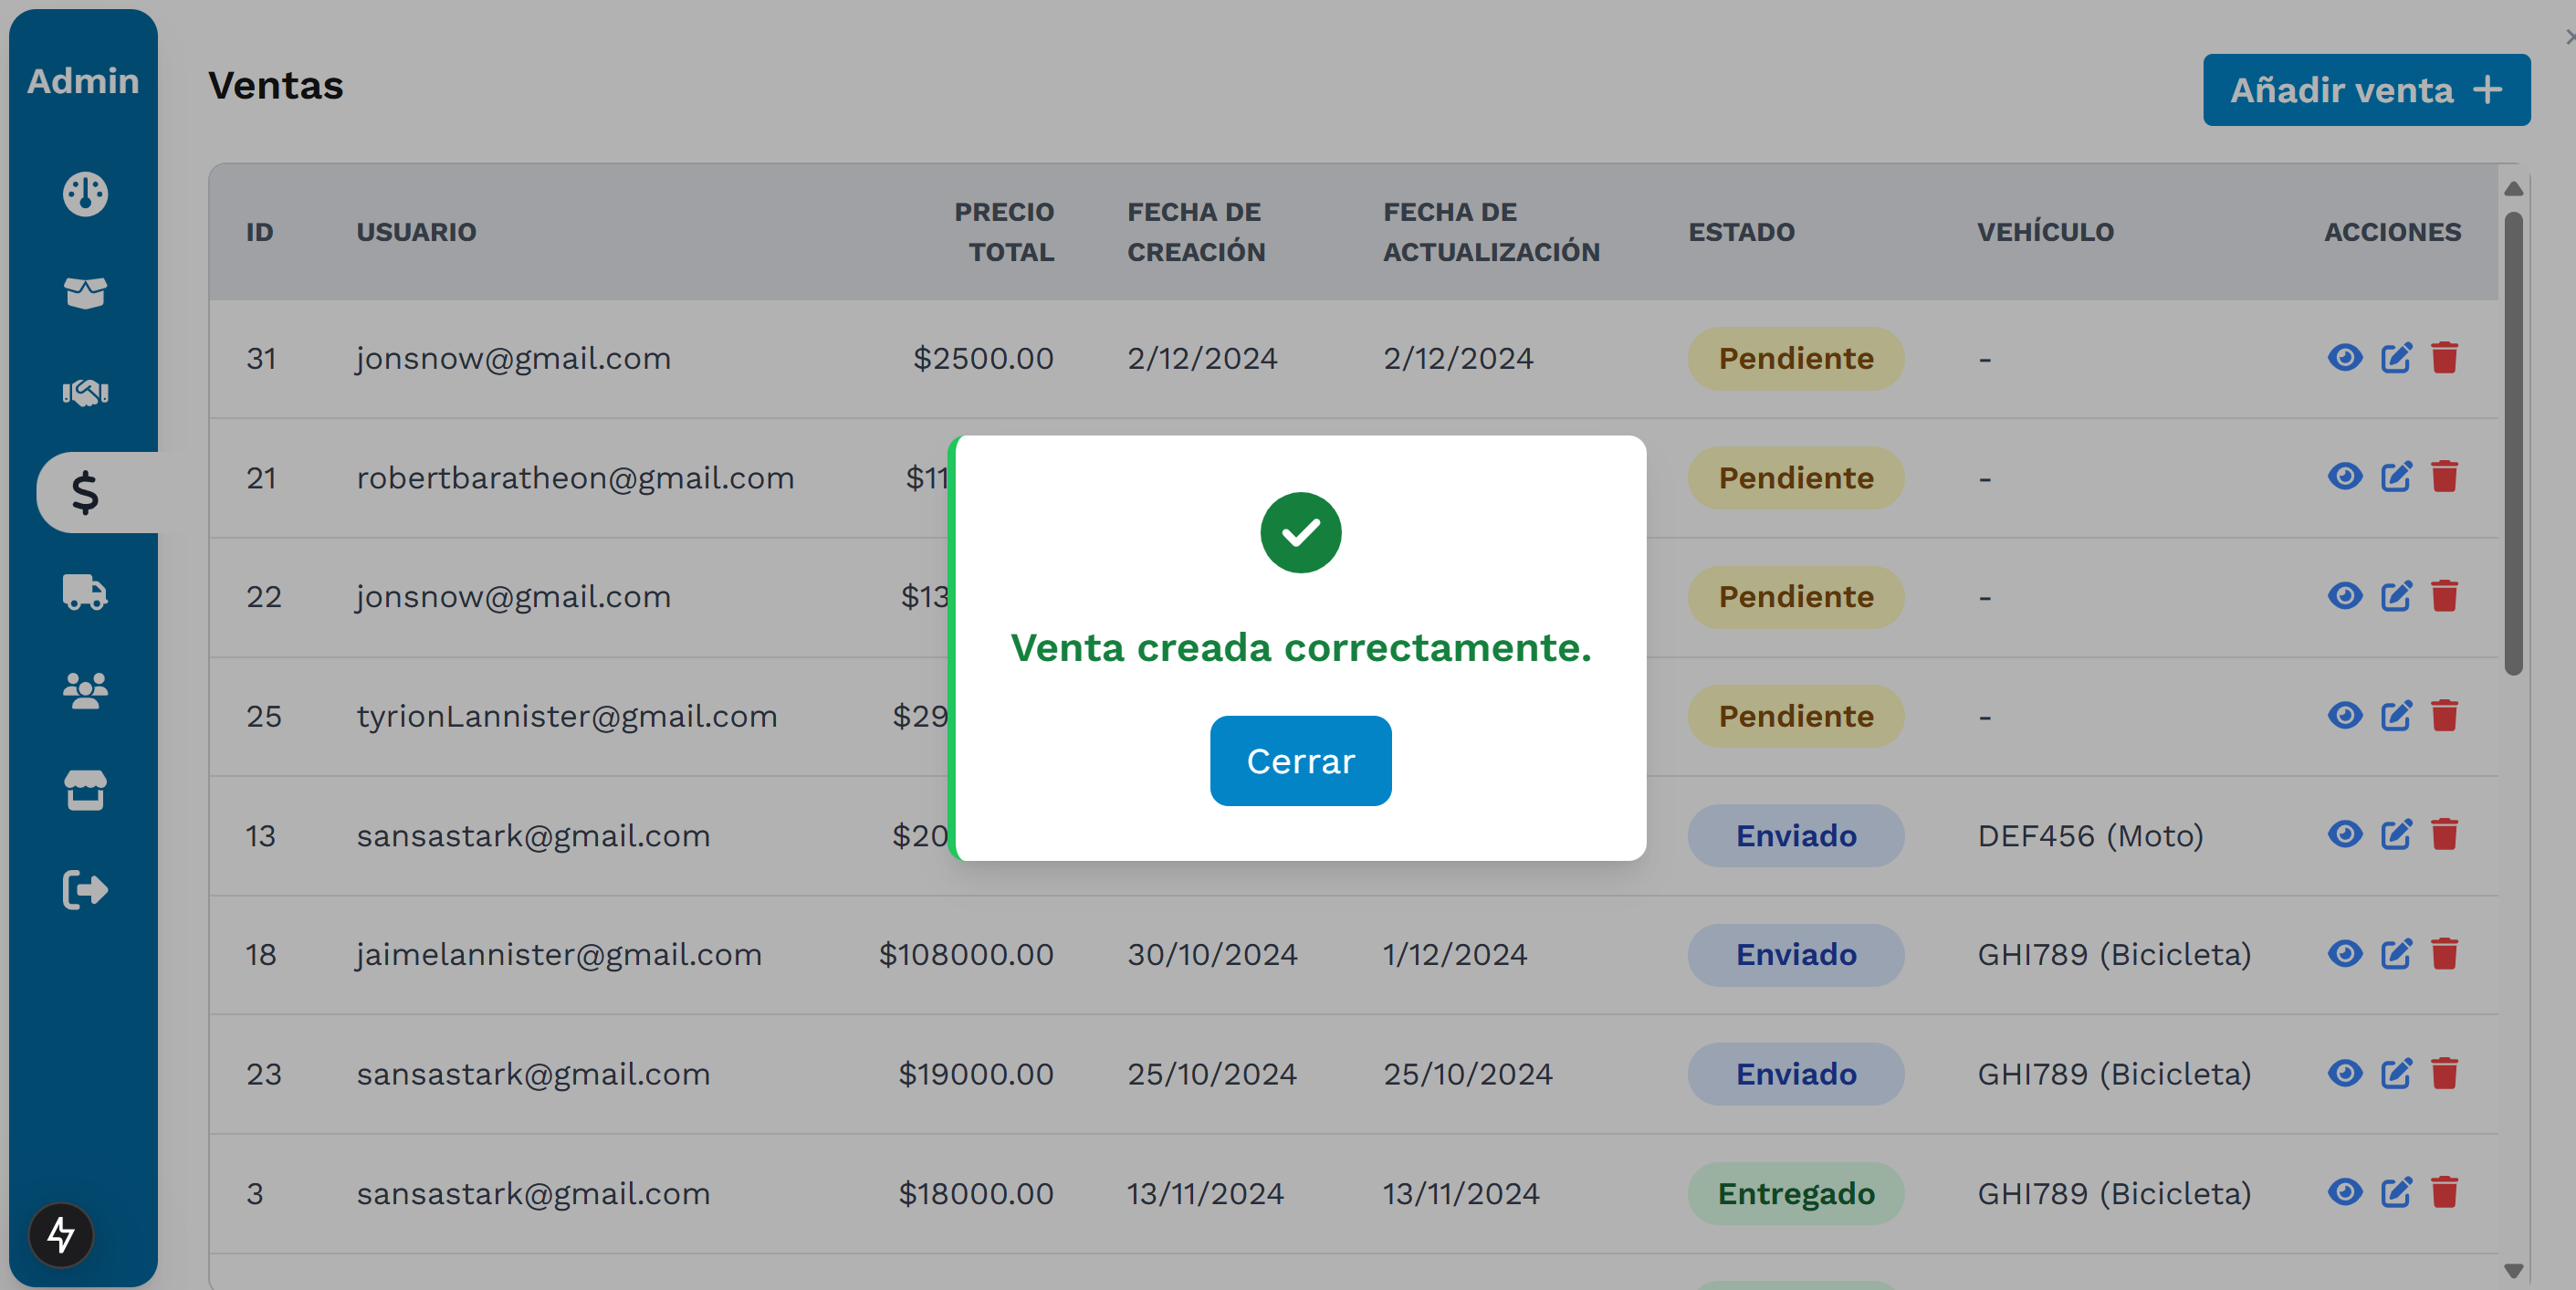 Admin
Ventas
Añadir venta +
ID USUARIO PRECIO TOTAL FECHA DE CREACIÓN FECHA DE ACTUALIZACIÓN ESTADO VEHÍCULO ACCIONES
31 jonsnow@gmail.com $2500.00 2/12/2024 2/12/2024 Pendiente -
21 robertbaratheon@gmail.com $11 Pendiente -
22 jonsnow@gmail.com $13 Pendiente -
25 tyrionLannister@gmail.com $29 Pendiente -
13 sansastark@gmail.com $20 Enviado DEF456 (Moto)
Venta creada correctamente.
Cerrar
18 jaimelannister@gmail.com $108000.00 30/10/2024 1/12/2024 Enviado GHI789 (Bicicleta)
23 sansastark@gmail.com $19000.00 25/10/2024 25/10/2024 Enviado GHI789 (Bicicleta)
3 sansastark@gmail.com $18000.00 13/11/2024 13/11/2024 Entregado GHI789 (Bicicleta)